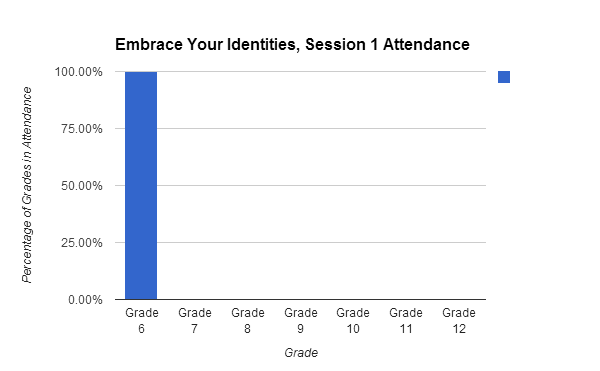 Embrace Your Identities, Session 1 Attendance
Percentage of Grades in Attendance
100.00%
75.00%
50.00%
25.00%
0.00%
Grade 6
Grade 7
Grade 8
Grade 9
Grade 10
Grade 11
Grade 12
Grade